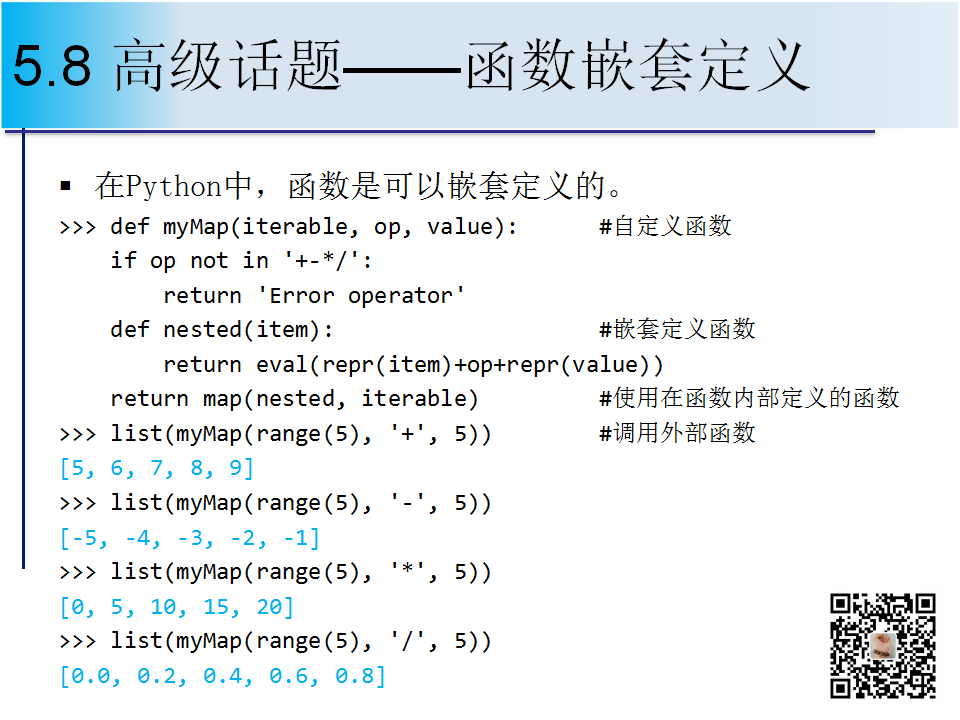 5.8 高级话题——函数嵌套定义
▪ 在Python中，函数是可以嵌套定义的。
>>> def myMap(iterable, op, value):      #自定义函数
    if op not in '+-*/':
        return 'Error operator'
    def nested(item):                    #嵌套定义函数
        return eval(repr(item)+op+repr(value))
    return map(nested, iterable)         #使用在函数内部定义的函数
>>> list(myMap(range(5), '+', 5))        #调用外部函数
[5, 6, 7, 8, 9]
>>> list(myMap(range(5), '-', 5))
[-5, -4, -3, -2, -1]
>>> list(myMap(range(5), '*', 5))
[0, 5, 10, 15, 20]
>>> list(myMap(range(5), '/', 5))
[0.0, 0.2, 0.4, 0.6, 0.8]